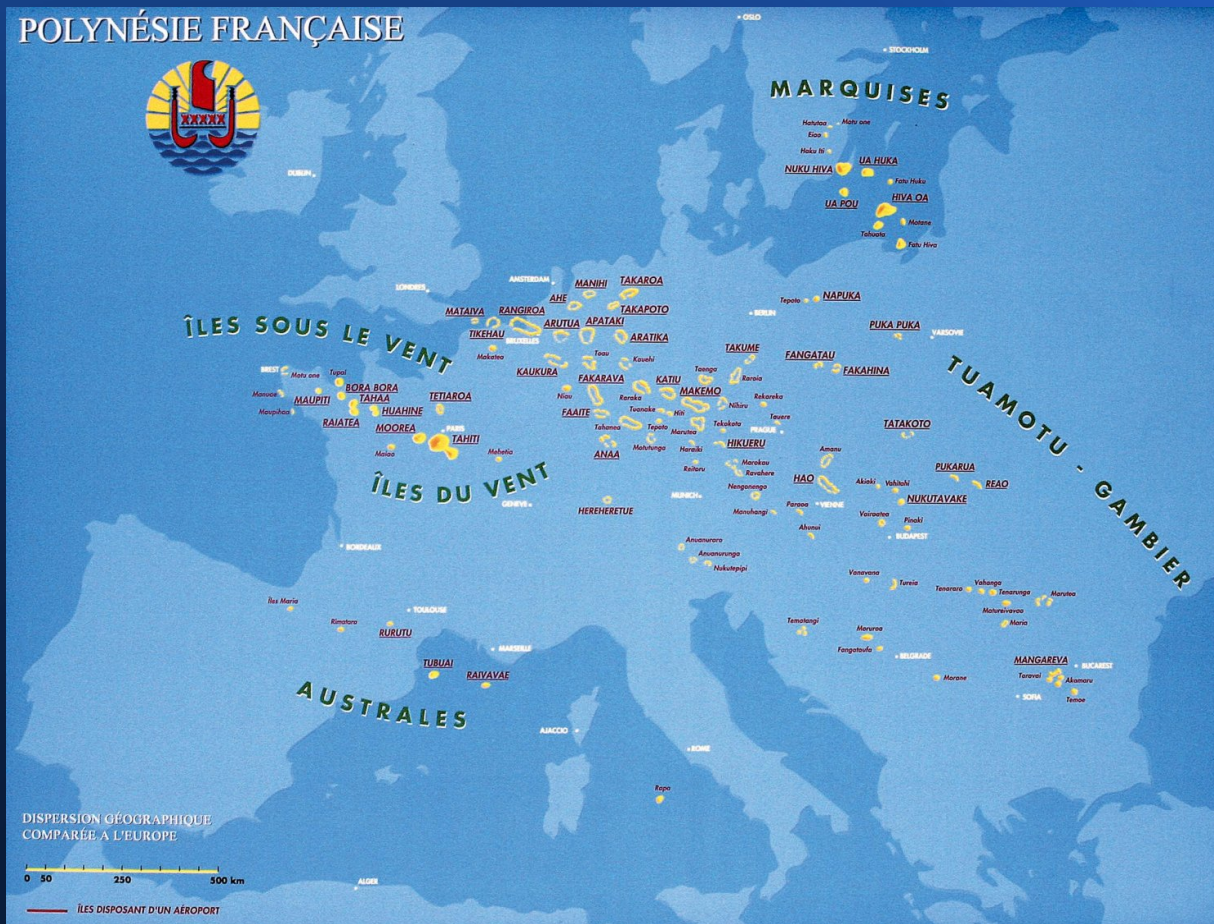 POLYNÉSIE FRANÇAISE
OSLO
STOCKHOLM
MARQUISES
Hatutaa
Motu one
Eiao
Haku Iti
NUKU HIVA
UA HUKA
Fatu Huku
UA POU
HIVA OA
Motane
Tahuata
Fatu Hiva
DUBLIN
LONDRES
AMSTERDAM
MANIHI
TAKAROA
AHE
TAKAPOTO
MATAIVA
RANGIROA
ARUTUA
APATAKI
ARATIKA
TIKEHAU
BRUXELLES
Makatea
Tepoto
NAPUKA
BERLIN
PUKA PUKA
VARSOVIE
ÎLES SOUS LE VENT
KAUKURA
Toau
Kauehi
TAKUME
FANGATAU
FAKAHINA
Taenga
Raroia
BREST
Motu one
Tupai
Manuae
MAUPITI
BORA BORA
TAHAA
Maupihaa
HUAHINE
RAIATEA
TETIAROA
Niau
FAKARAVA
Raraka
KATIU
MAKEMO
Nihiru
Rekareka
FAAITE
Tuanake
Hiti
Tauere
Tahanea
Tepoto
Marutea
Tekokoto
PRAGUE
TATAKOTO
MOOREA
PARIS
TAHITI
Maiao
Mehetia
ANAA
Motutunga
Haraiki
HIKUERU
Reitoru
Marokau
Ravahere
Amanu
TUAMOTU - GAMBIER
ÎLES DU VENT
GENÈVE
HEREHERETUE
MUNICH
Nengonengo
Manuhangi
HAO
Paraoa
VIENNE
Ahunui
Akiaki
Vahitahi
PUKARUA
REAO
NUKUTAVAKE
Vairaatea
Pinaki
BUDAPEST
BORDEAUX
Anuanuraro
Anuanurunga
Nukutepipi
Vanavana
Tureia
Tenararo
Vahanga
Tenarunga
Marutea
Matureivavao
Maria
Îles Maria
Rimatara
RURUTU
TOULOUSE
MARSEILLE
TUBUAI
RAIVAVAE
AUSTRALES
Tematangi
Moruroa
Fangataufa
BELGRADE
Morane
MANGAREVA
BUCAREST
Taravai
Akamaru
Temoe
SOFIA
AJACCIO
ROME
Rapa
ALGER
DISPERSION GÉOGRAPHIQUE
COMPARÉE A L'EUROPE
0 50 250 500 km
ÎLES DISPOSANT D'UN AÉROPORT